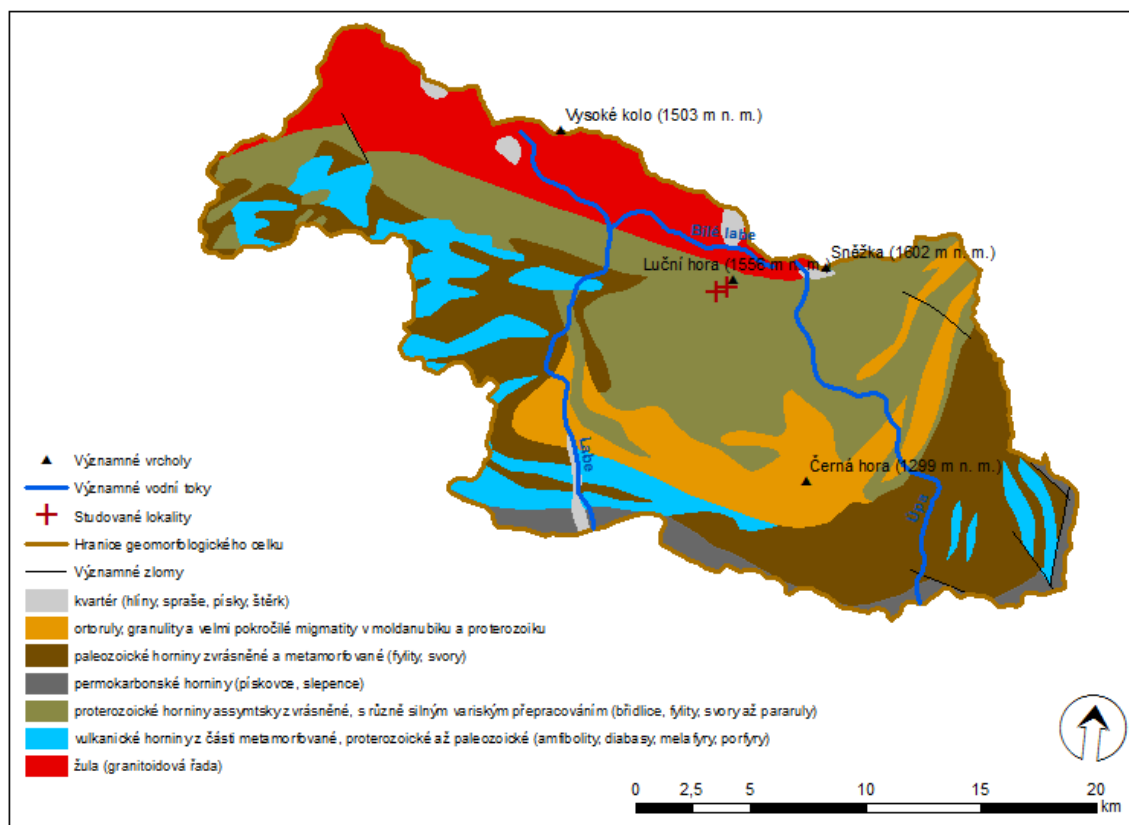 Vysoké kolo (1503 m n. m.)
Bílé labe
Sněžka (1602 m n. m.)
Luční hora (1556 m n. m.)
Labe
Černá hora (1299 m n. m.)
Úpa
Významné vrcholy
Významné vodní toky
Studované lokality
Hranice geomorfologického celku
Významné zlomy
kvartér (hlíny, spraše, písky, štěrk)
ortoruly, granulity a velmi pokročilé migmatity v moldanubiku a proterozoiku
paleozoické horniny zvrásněné a metamorfované (fylity, svory)
permokarbonské horniny (pískovce, slepence)
proterozoické horniny assymtsky zvrásněné, s různě silným variským přepracováním (břidlice, fylity, svory až pararuly)
vulkanické horniny z části metamorfované, proterozoické až paleozoické (amfibolity, diabasy, melafyry, porfyry)
žula (granitoidová řada)
0 2,5 5 10 15 20
km